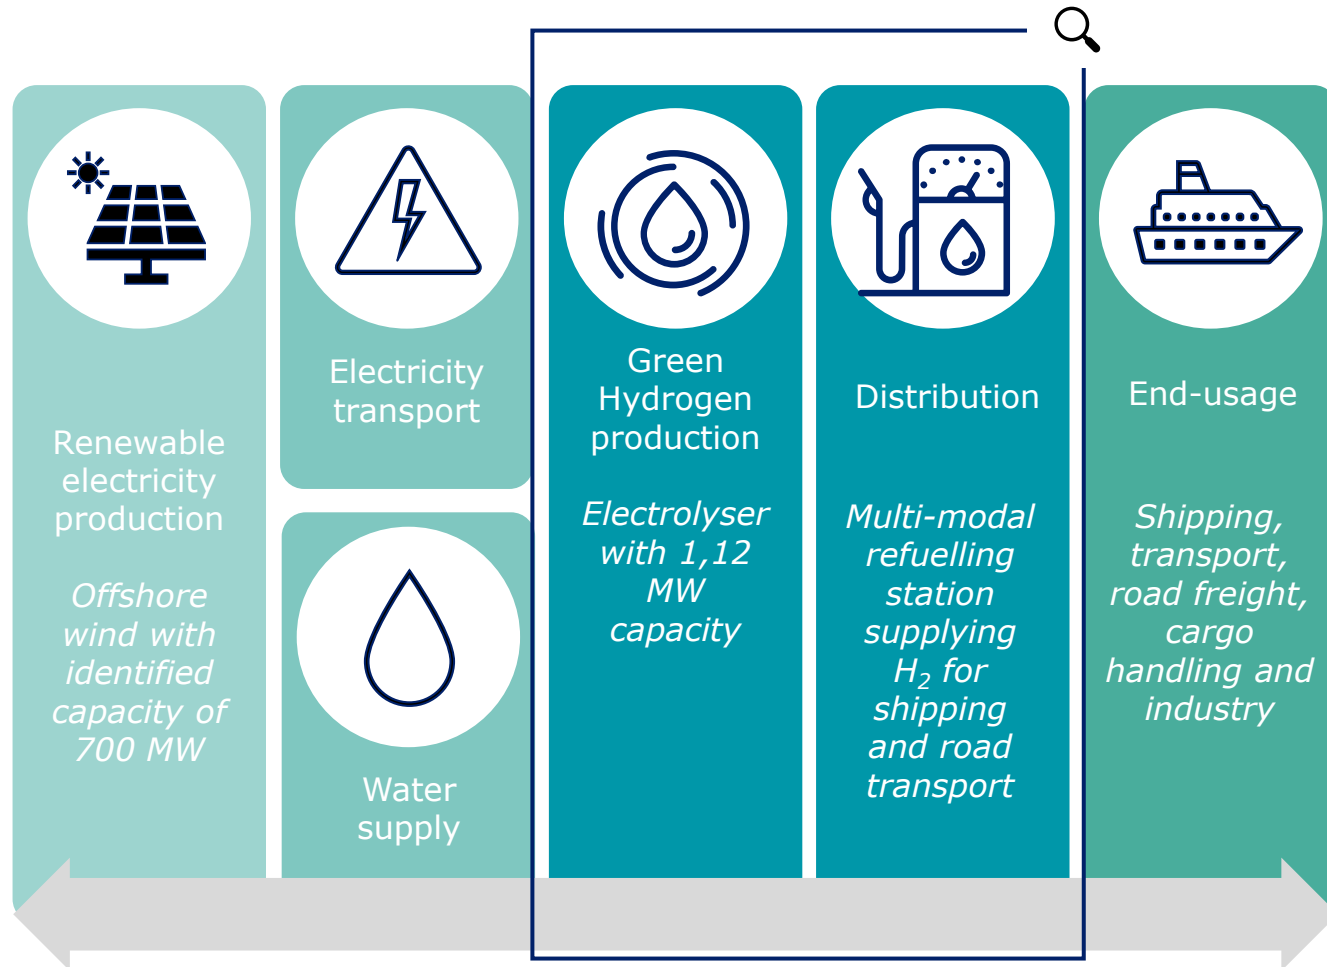 Renewable
electricity
production
Offshore
wind with
identified
capacity of
700 MW
Electricity
transport
Water
supply
Green
Hydrogen
production
Electrolyser
with 1,12
MW
capacity
Distribution
Multi-modal
refuelling
station
supplying
H₂ for
shipping
and road
transport
End-usage
Shipping,
transport,
road freight,
cargo
handling and
industry